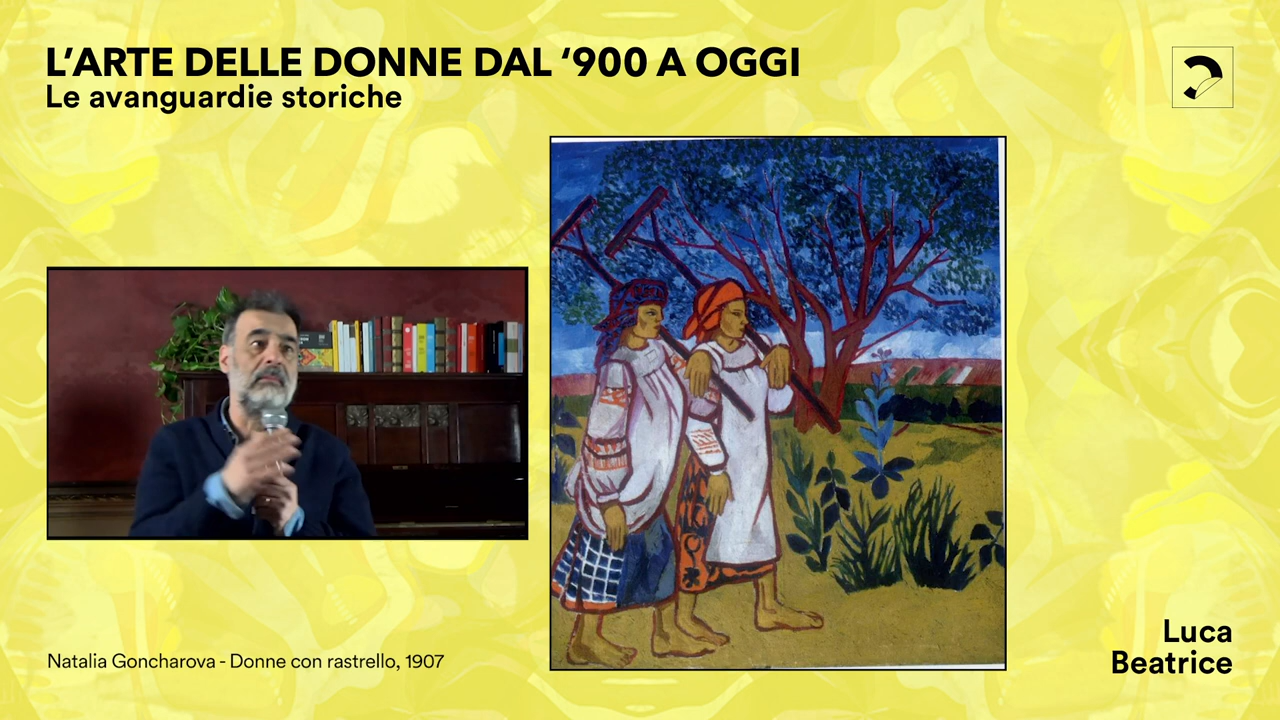 L’ARTE DELLE DONNE DAL ‘900 A OGGI
Le avanguardie storiche
Natalia Goncharova - Donne con rastrello, 1907
Luca
Beatrice